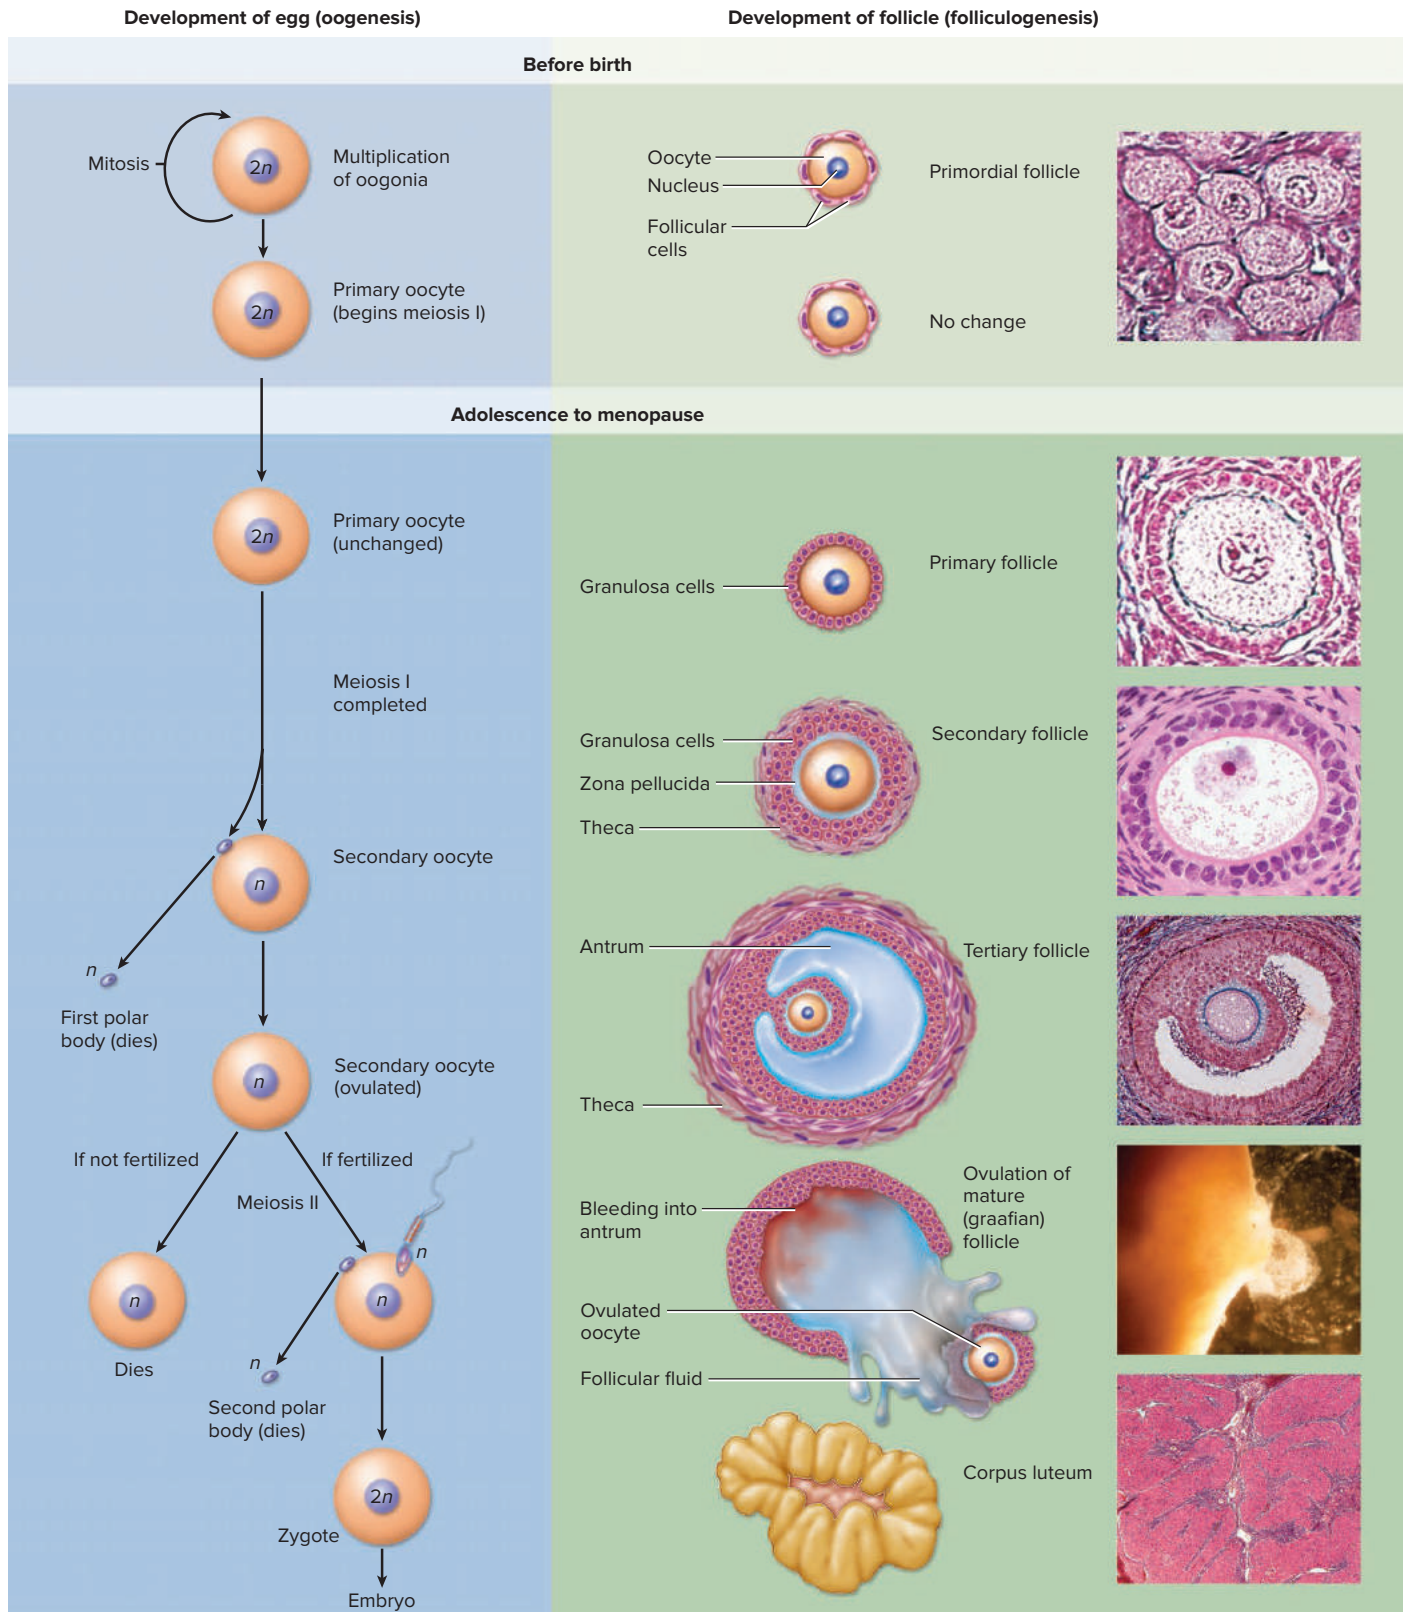 Development of egg (oogenesis)
Development of follicle (folliculogenesis)
Before birth
Mitosis
2n
Multiplication
of oogonia
2n
Primary oocyte
(begins meiosis I)
Oocyte
Nucleus
Follicular
cells
Primordial follicle
No change
Adolescence to menopause
2n
Primary oocyte
(unchanged)
Meiosis I
completed
Secondary oocyte
n
n
First polar
body (dies)
n
Secondary oocyte
(ovulated)
If not fertilized
If fertilized
Meiosis II
n
n
Dies
n
n
Second polar
body (dies)
2n
Zygote
Embryo
Granulosa cells
Primary follicle
Granulosa cells
Zona pellucida
Theca
Secondary follicle
Antrum
Tertiary follicle
Theca
Bleeding into
antrum
Ovulation of
mature
(graafian)
follicle
Ovulated
oocyte
Follicular fluid
Corpus luteum